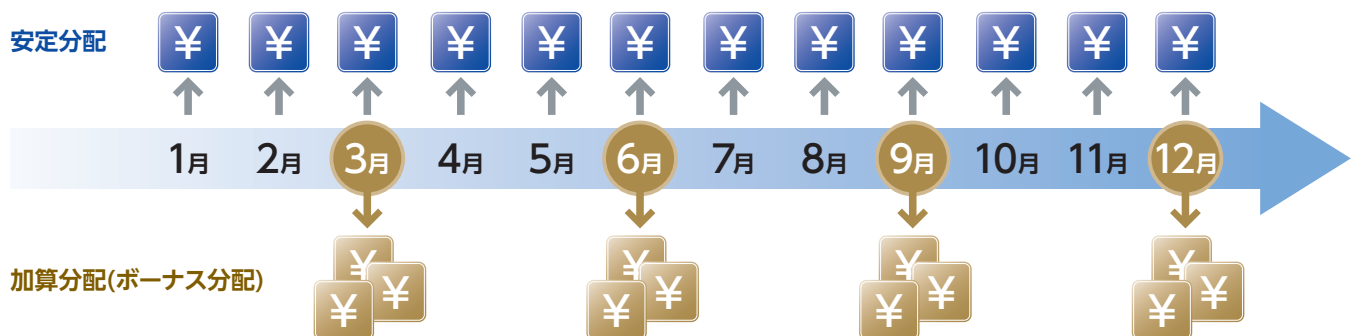 安定分配
¥ ¥ ¥ ¥ ¥ ¥ ¥ ¥ ¥ ¥ ¥ ¥
1月 2月 3月 4月 5月 6月 7月 8月 9月 10月 11月 12月
加算分配(ボーナス分配)
¥ ¥ ¥ ¥ ¥ ¥ ¥ ¥ ¥ ¥ ¥ ¥